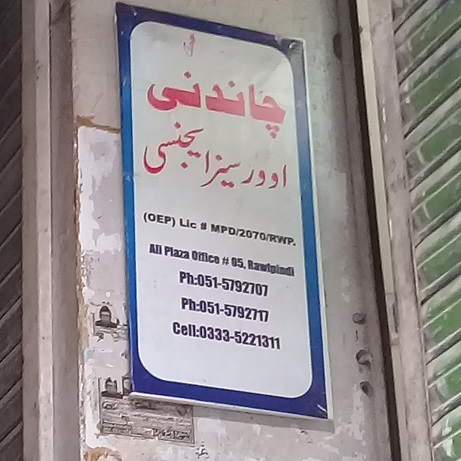 چاندنی
اوورسیز ایجنسی
(OEP) Lic # MPD/2070/RWP.
Ali Plaza Office # 05, Rawlpindi
Ph:051-5792707
Ph:051-5792717
Cell:0333-5221311